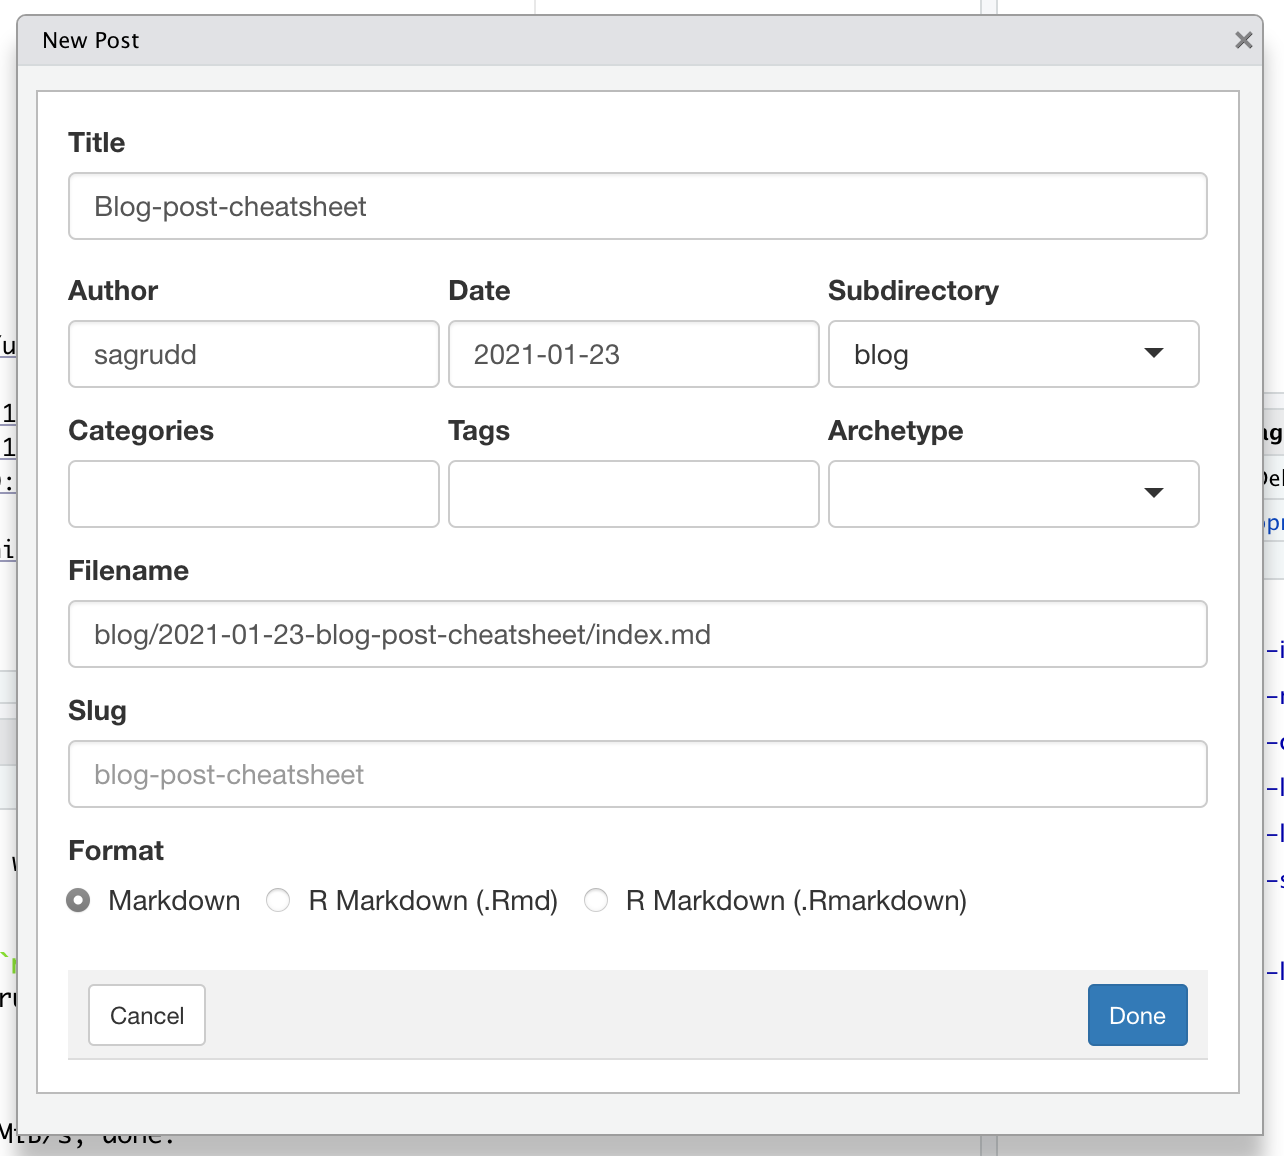 New Post
Title
Blog-post-cheatsheet
Author Date Subdirectory
sagrudd 2021-01-23 blog
Categories Tags Archetype
Filename
blog/2021-01-23-blog-post-cheatsheet/index.md
Slug
blog-post-cheatsheet
Format
Markdown R Markdown (.Rmd) R Markdown (.Rmarkdown)
Cancel Done